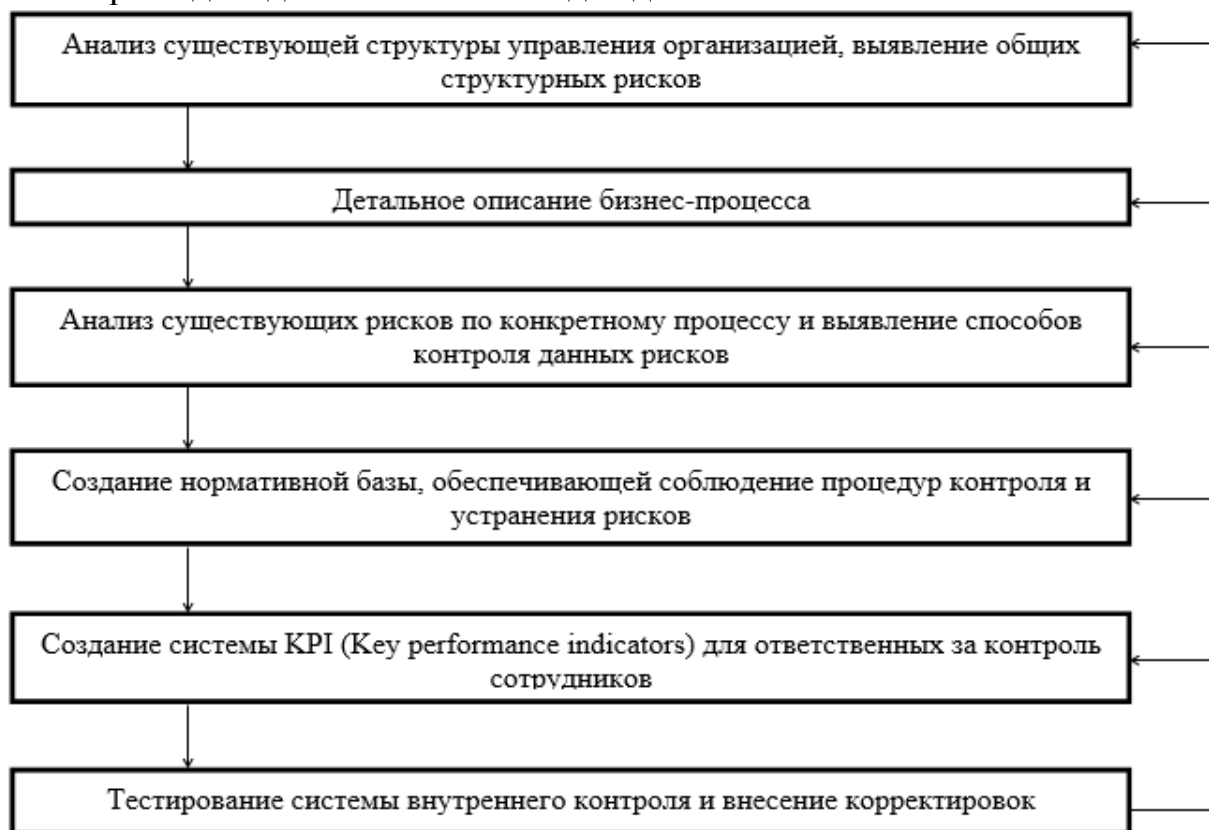 Анализ существующей структуры управления организацией, выявление общих
структурных рисков
Детальное описание бизнес-процесса
Анализ существующих рисков по конкретному процессу и выявление способов
контроля данных рисков
Создание нормативной базы, обеспечивающей соблюдение процедур контроля и
устранения рисков
Создание системы KPI (Key performance indicators) для ответственных за контроль
сотрудников
Тестирование системы внутреннего контроля и внесение корректировок